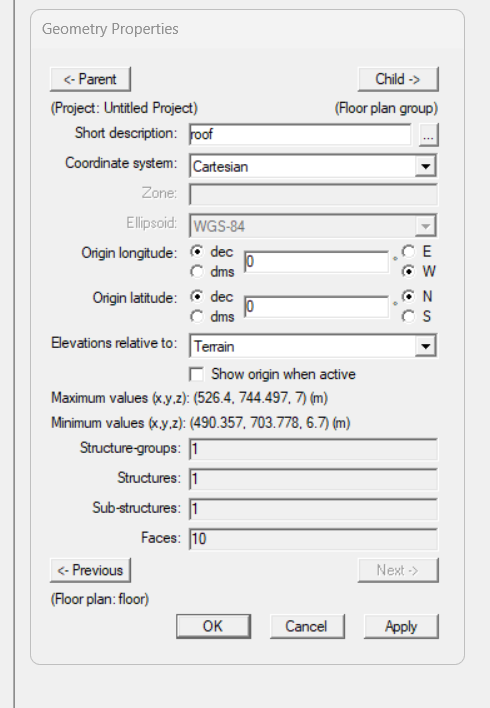 Geometry Properties
<- Parent
Child ->
(Project: Untitled Project)
(Floor plan group)
Short description:
roof
...
Coordinate system:
Cartesian
Zone:
Ellipsoid:
WGS-84
Origin longitude:
dec
0
°
E
dms
W
Origin latitude:
dec
0
°
N
dms
S
Elevations relative to:
Terrain
Show origin when active
Maximum values (x,y,z): (526.4, 744.497, 7) (m)
Minimum values (x,y,z): (490.357, 703.778, 6.7) (m)
Structure-groups:
1
Structures:
1
Sub-structures:
1
Faces:
10
<- Previous
Next ->
(Floor plan: floor)
OK
Cancel
Apply